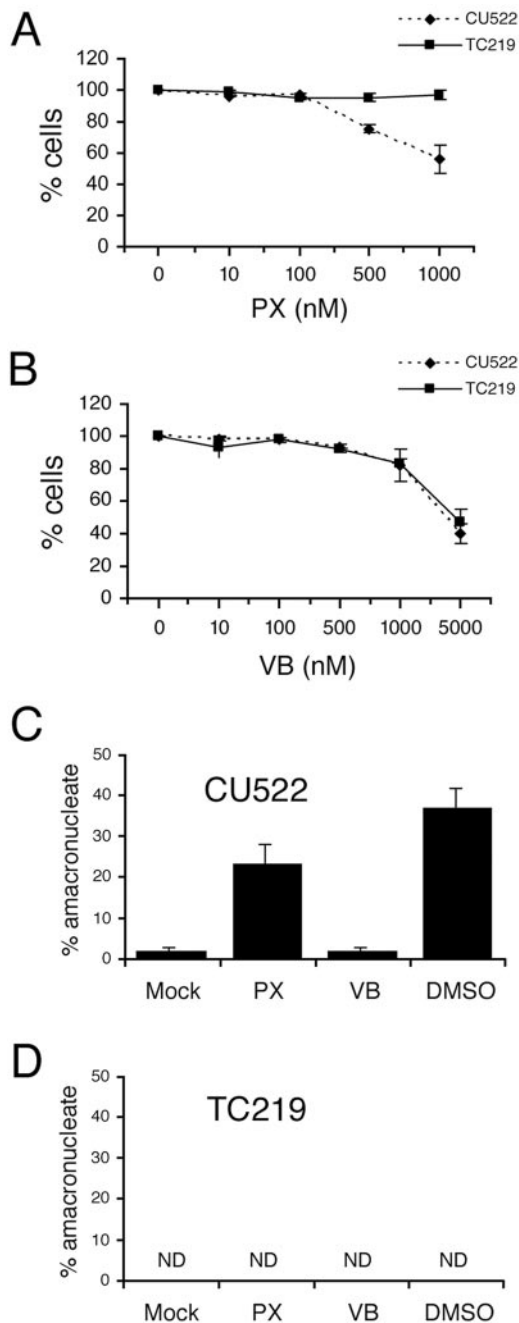 A
CU522
TC219
120
100
80
60
40
20
0
% cells
0 10 100 500 1000
PX (nM)
B
CU522
TC219
120
100
80
60
40
20
0
% cells
0 10 100 500 1000 5000
VB (nM)
C
50
40
30
20
10
0
% amacronucleate
CU522
Mock PX VB DMSO
D
50
40
30
20
10
0
% amacronucleate
TC219
ND ND ND ND
Mock PX VB DMSO